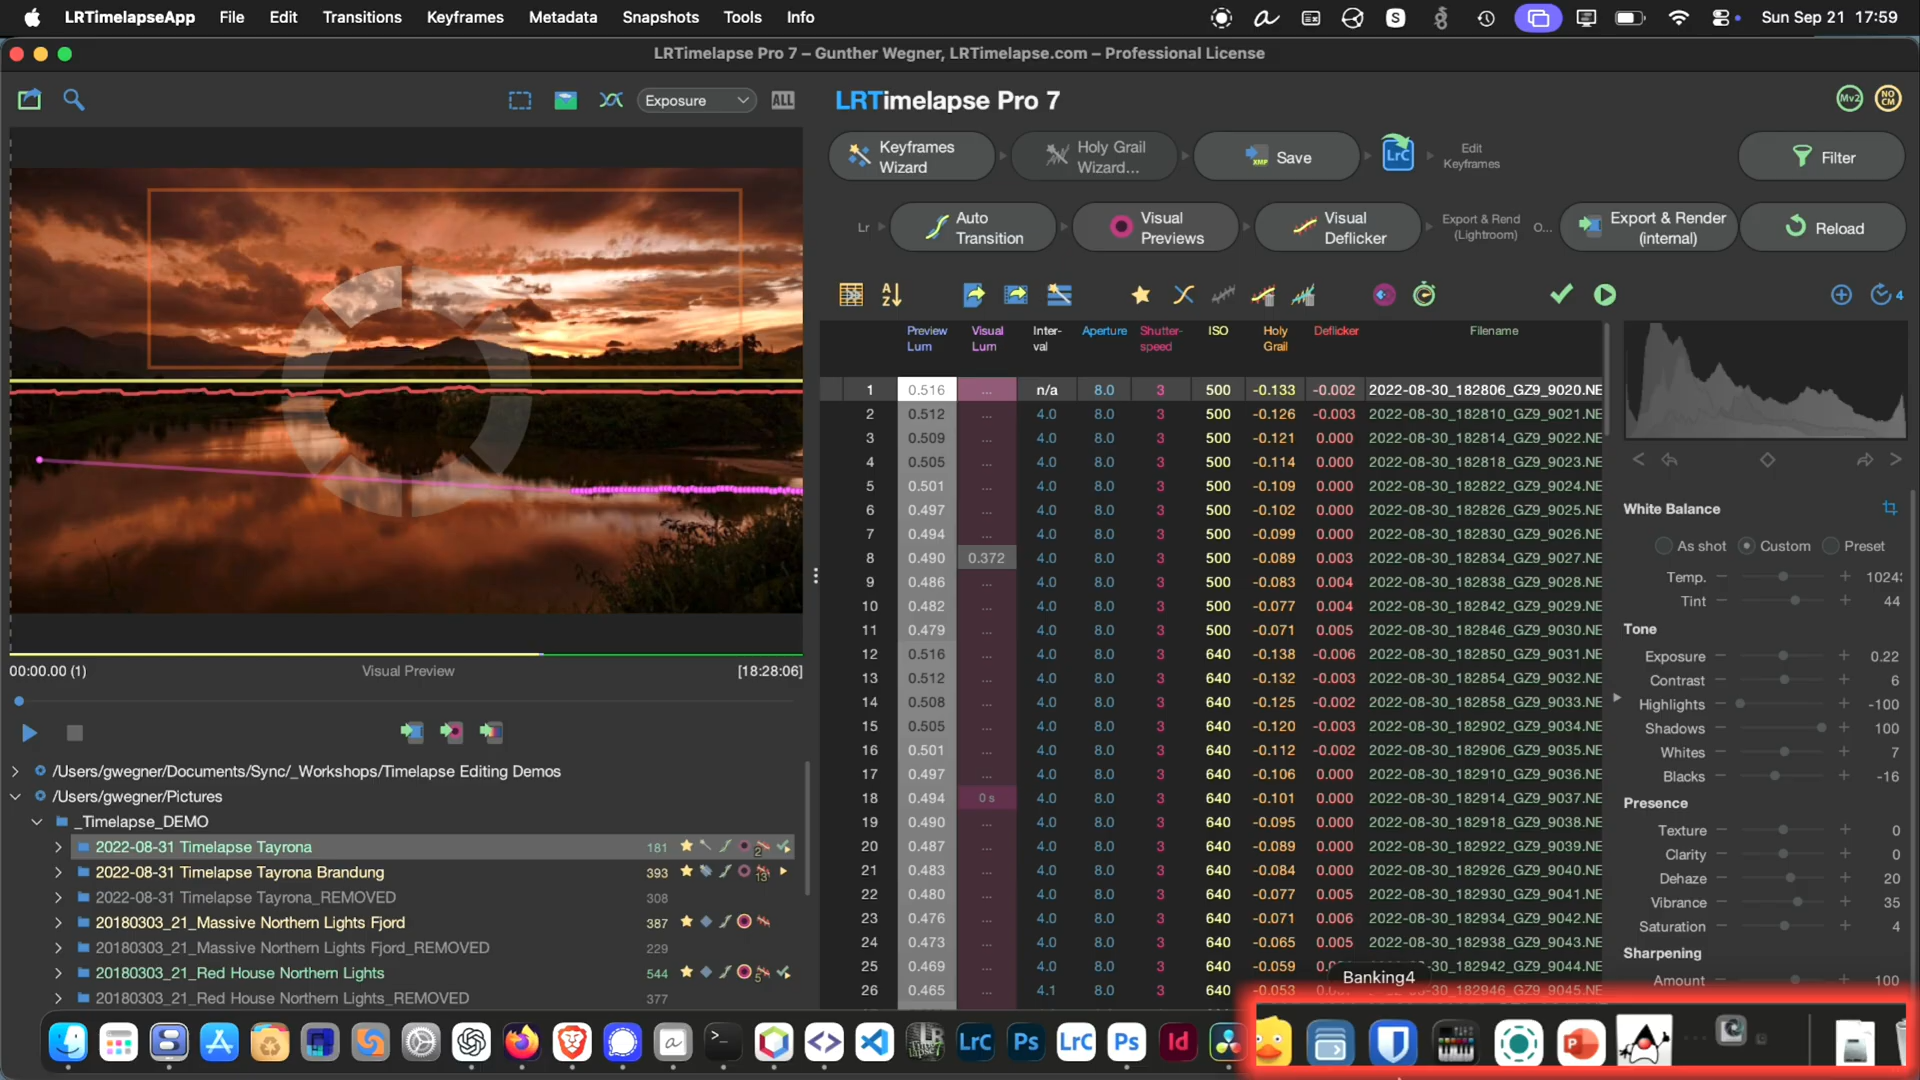 LRTimelapseApp File Edit Transitions Keyframes Metadata Snapshots Tools Info Sun Sep 21 17:59
LRTimelapse Pro 7 – Gunther Wegner, LRTimelapse.com – Professional License
Exposure ALL
LRTimelapse Pro 7
Mv2 NO CM
Keyframes Wizard
Holy Grail Wizard...
XMP Save
LrC
Edit Keyframes
Filter
Lr
Auto Transition
Visual Previews
Visual Deflicker
Export & Rend (Lightroom)
O...
Export & Render (internal)
Reload
A Z
4
Preview Lum Visual Lum Inter-val Aperture Shutter-speed ISO Holy Grail Deflicker Filename
1 0.516 ... n/a 8.0 3 500 -0.133 -0.002 2022-08-30_182806_GZ9_9020.NE
2 0.512 ... 4.0 8.0 3 500 -0.126 -0.003 2022-08-30_182810_GZ9_9021.NE
3 0.509 ... 4.0 8.0 3 500 -0.121 0.000 2022-08-30_182814_GZ9_9022.NE
4 0.505 ... 4.0 8.0 3 500 -0.114 0.000 2022-08-30_182818_GZ9_9023.NE
5 0.501 ... 4.0 8.0 3 500 -0.109 0.000 2022-08-30_182822_GZ9_9024.NE
6 0.497 ... 4.0 8.0 3 500 -0.102 0.000 2022-08-30_182826_GZ9_9025.NE
7 0.494 ... 4.0 8.0 3 500 -0.099 0.000 2022-08-30_182830_GZ9_9026.NE
8 0.490 0.372 4.0 8.0 3 500 -0.089 0.003 2022-08-30_182834_GZ9_9027.NE
9 0.486 ... 4.0 8.0 3 500 -0.083 0.004 2022-08-30_182838_GZ9_9028.NE
10 0.482 ... 4.0 8.0 3 500 -0.077 0.004 2022-08-30_182842_GZ9_9029.NE
11 0.479 ... 4.0 8.0 3 500 -0.071 0.005 2022-08-30_182846_GZ9_9030.NE
12 0.516 ... 4.0 8.0 3 640 -0.138 -0.006 2022-08-30_182850_GZ9_9031.NE
13 0.512 ... 4.0 8.0 3 640 -0.132 -0.003 2022-08-30_182854_GZ9_9032.NE
14 0.508 ... 4.0 8.0 3 640 -0.125 -0.002 2022-08-30_182858_GZ9_9033.NE
15 0.505 ... 4.0 8.0 3 640 -0.120 -0.003 2022-08-30_182902_GZ9_9034.NE
16 0.501 ... 4.0 8.0 3 640 -0.112 -0.002 2022-08-30_182906_GZ9_9035.NE
17 0.497 ... 4.0 8.0 3 640 -0.106 0.000 2022-08-30_182910_GZ9_9036.NE
18 0.494 0 s 4.0 8.0 3 640 -0.101 0.000 2022-08-30_182914_GZ9_9037.NE
19 0.490 ... 4.0 8.0 3 640 -0.095 0.000 2022-08-30_182918_GZ9_9038.NE
20 0.487 ... 4.0 8.0 3 640 -0.089 0.000 2022-08-30_182922_GZ9_9039.NE
21 0.483 ... 4.0 8.0 3 640 -0.084 0.000 2022-08-30_182926_GZ9_9040.NE
22 0.480 ... 4.0 8.0 3 640 -0.077 0.005 2022-08-30_182930_GZ9_9041.NE
23 0.476 ... 4.0 8.0 3 640 -0.071 0.006 2022-08-30_182934_GZ9_9042.NE
24 0.473 ... 4.0 8.0 3 640 -0.065 0.005 2022-08-30_182938_GZ9_9043.NE
25 0.469 ... 4.0 8.0 3 640 -0.059 2022-08-30_182942_GZ9_9044.NE
26 0.465 ... 4.1 8.0 3 640 -0.053 2022-08-30_182946_GZ9_9045.NE
White Balance
As shot Custom Preset
Temp. 1024
Tint 44
Tone
Exposure 0.22
Contrast 6
Highlights -100
Shadows 100
Whites 7
Blacks -16
Presence
Texture 0
Clarity 0
Dehaze 20
Vibrance 35
Saturation 4
Sharpening
Amount 100
00:00.00 (1) Visual Preview [18:28:06]
/Users/gwegner/Documents/Sync/_Workshops/Timelapse Editing Demos
/Users/gwegner/Pictures
_Timelapse_DEMO
2022-08-31 Timelapse Tayrona 181 2
2022-08-31 Timelapse Tayrona Brandung 393 13
2022-08-31 Timelapse Tayrona_REMOVED 308
20180303_21_Massive Northern Lights Fjord 387
20180303_21_Massive Northern Lights Fjord_REMOVED 229
20180303_21_Red House Northern Lights 544 5
20180303_21_Red House Northern Lights_REMOVED 377
Banking4
LrC Ps LrC Ps Id